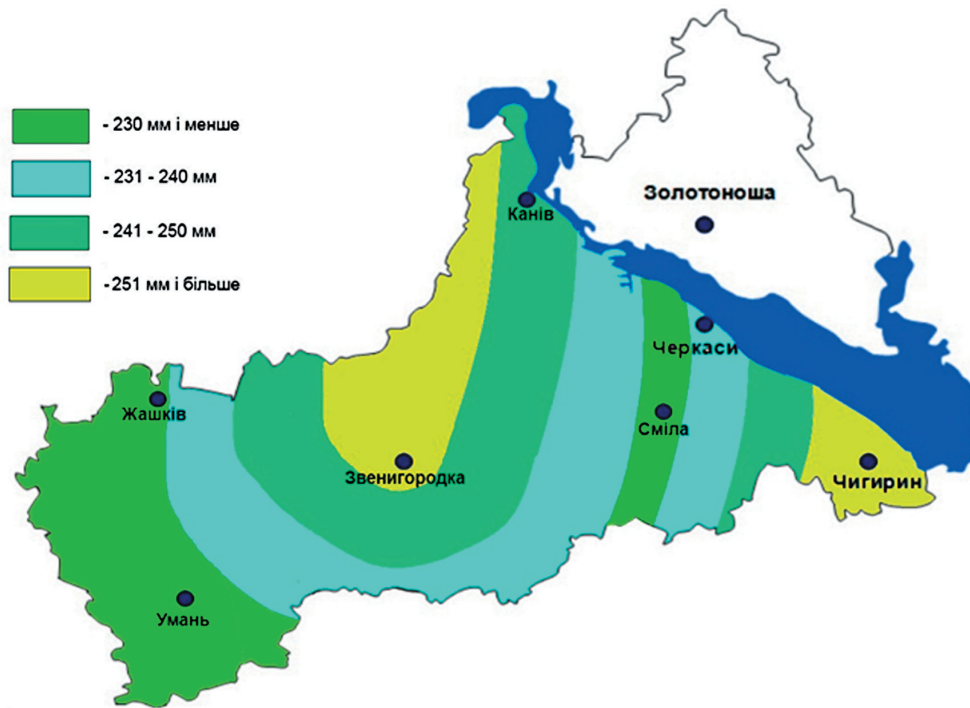 - 230 мм і менше
- 231 - 240 мм
- 241 - 250 мм
- 251 мм і більше
Канів
Золотоноша
Черкаси
Жашків
Сміла
Звенигородка
Чигирин
Умань